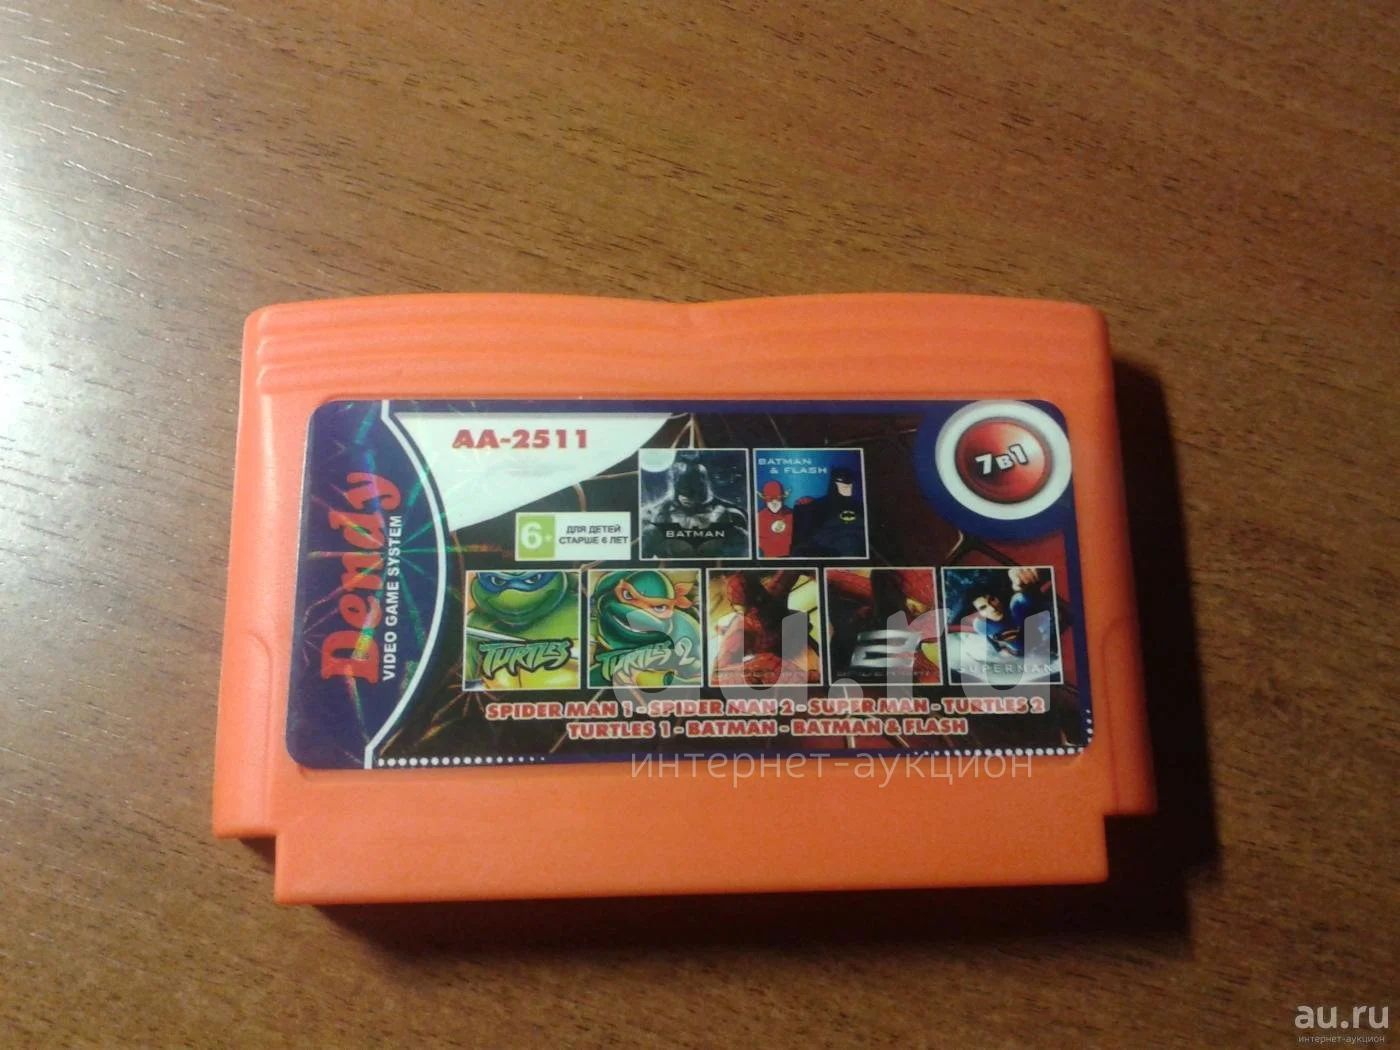 AA-2511
7в1
Dendy
VIDEO GAME SYSTEM
6+
ДЛЯ ДЕТЕЙ
СТАРШЕ 6 ЛЕТ
BATMAN
BATMAN
& FLASH
TURTLES
TURTLES 2
2
SUPERMAN
SPIDER MAN 1 - SPIDER MAN 2 - SUPER MAN - TURTLES 2
TURTLES 1 - BATMAN - BATMAN & FLASH
au.ru
интернет-аукцион
au.ru
интернет-аукцион